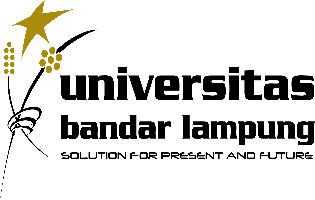 universitas
bandar lampung
SOLUTION FOR PRESENT AND FUTURE